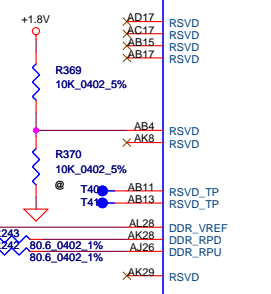 AD17 RSVD
+1.8V AC17 RSVD
AB15 RSVD
AB17 RSVD
R369
10K_0402_5%
AB4 RSVD
AK8 RSVD
R370
10K_0402_5%
@ T40 AB11 RSVD_TP
T41 AB13 RSVD_TP
AL28 DDR_VREF
243 AK28 DDR_RPD
242 80.6_0402_1% AJ26 DDR_RPU
80.6_0402_1%
AK29 RSVD